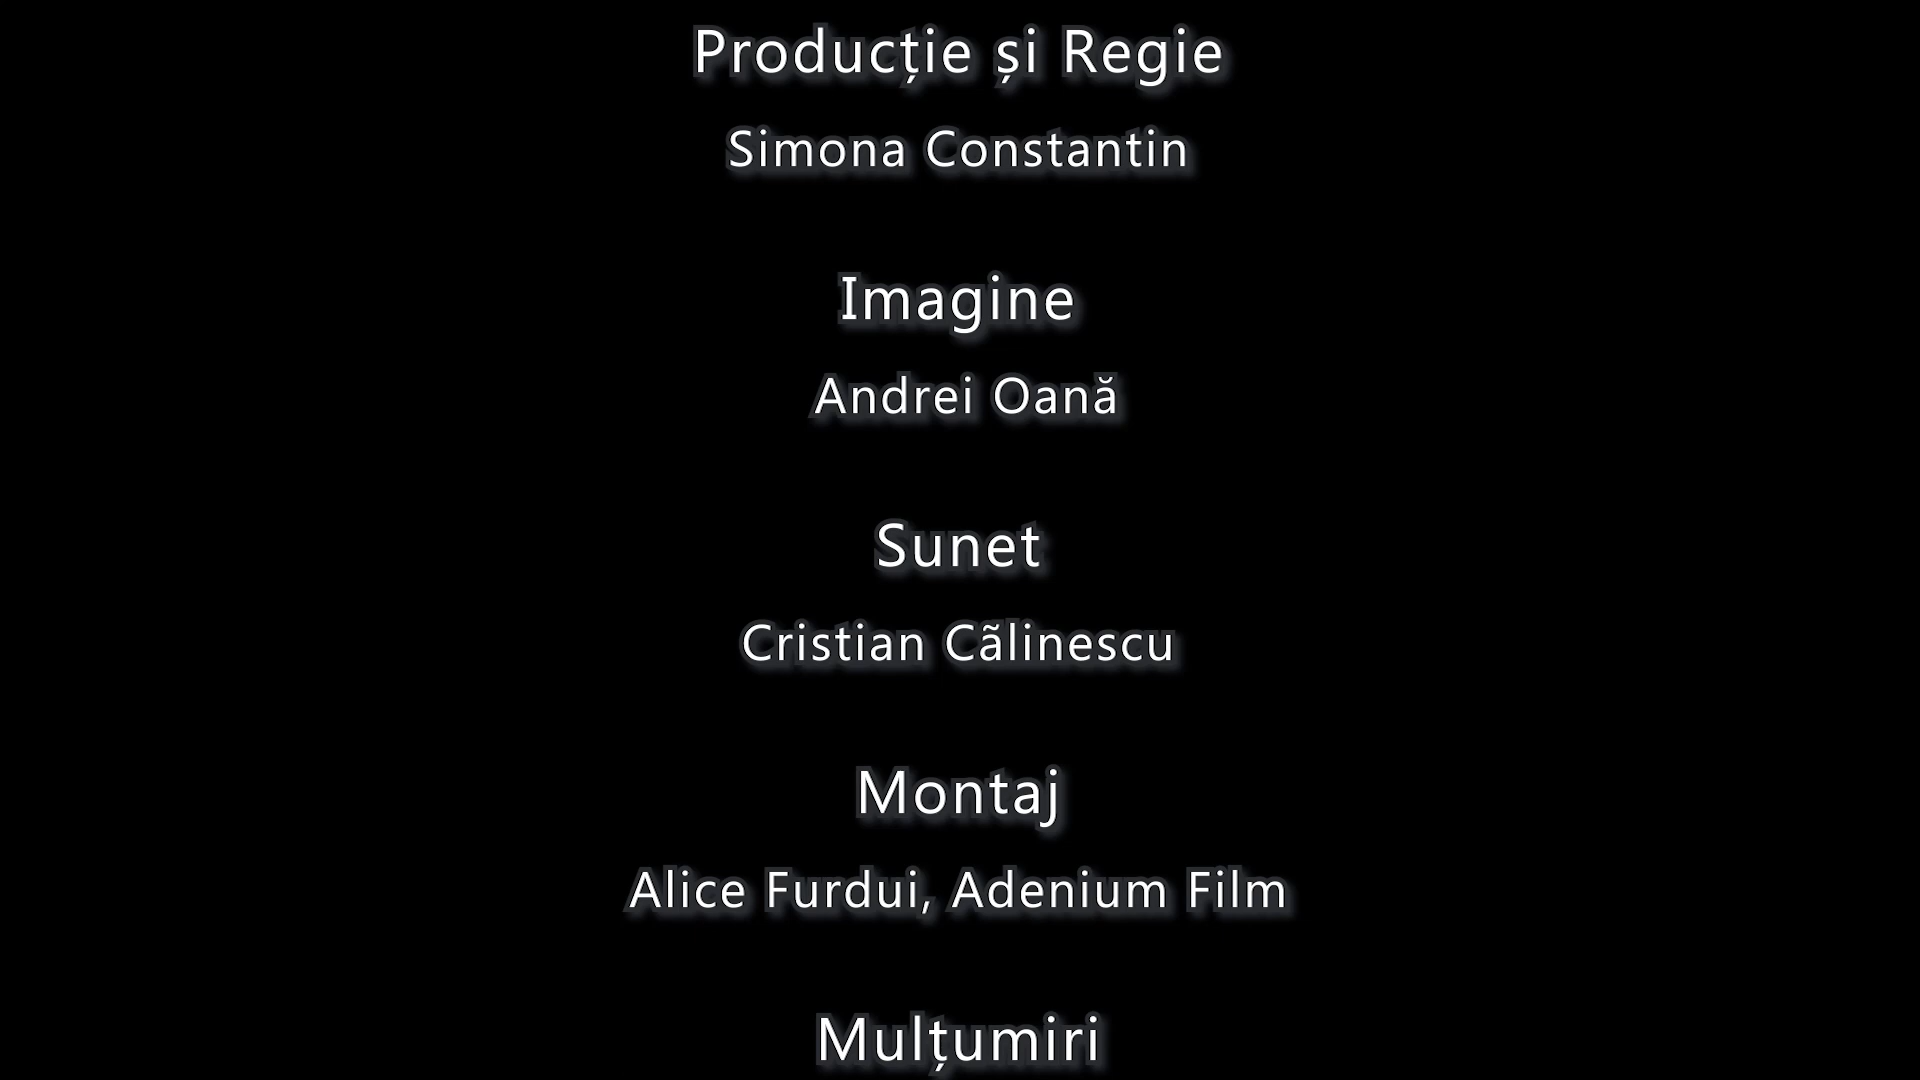 Producție și Regie
Simona Constantin
Imagine
Andrei Oană
Sunet
Cristian Cãlinescu
Montaj
Alice Furdui, Adenium Film
Mulțumiri